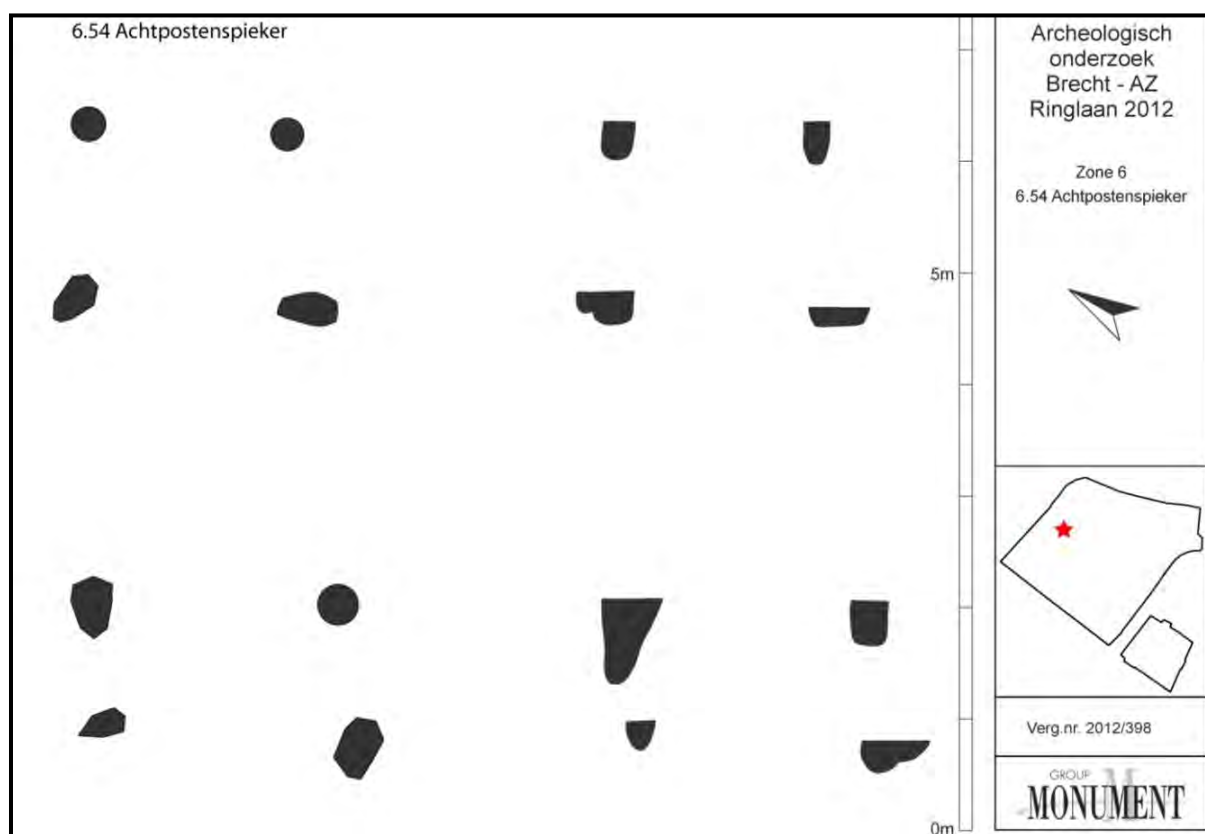 6.54 Achtpostenspieker
5m
0m
Archeologisch
onderzoek
Brecht - AZ
Ringlaan 2012
Zone 6
6.54 Achtpostenspieker
Verg.nr. 2012/398
GROUP
MONUMENT